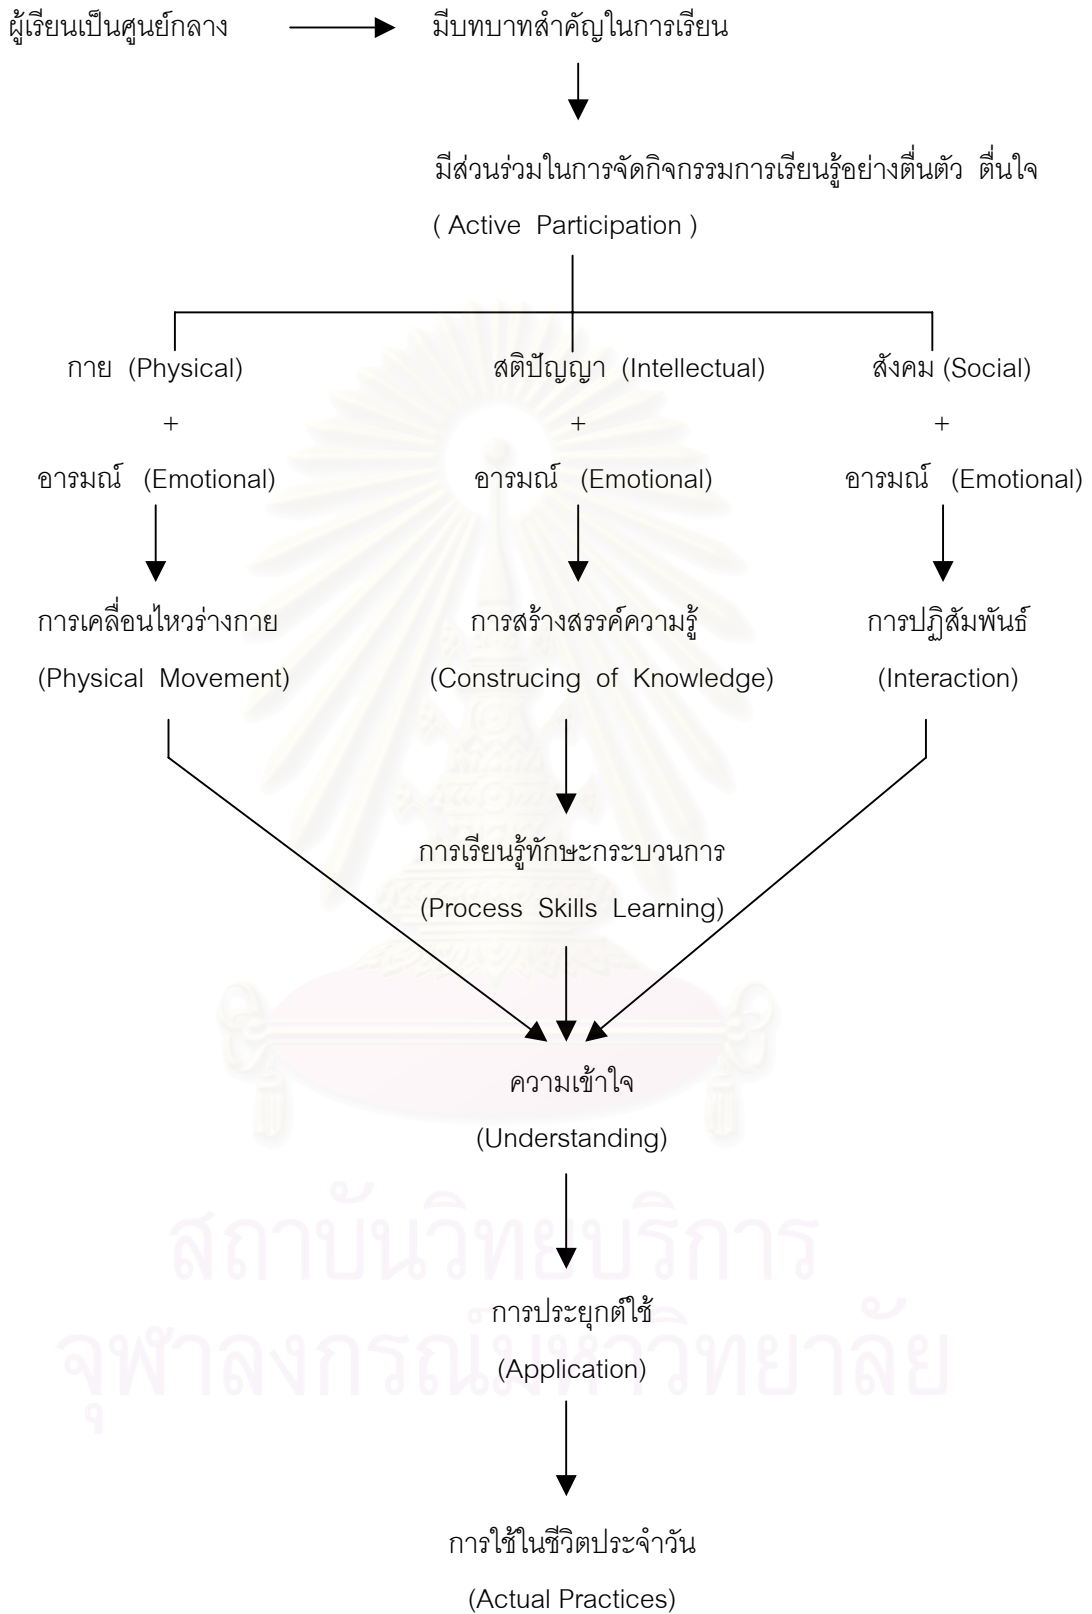 ผู้เรียนเป็นศูนย์กลาง มีบทบาทสำคัญในการเรียน
มีส่วนร่วมในการจัดกิจกรรมการเรียนรู้อย่างตื่นตัว ตื่นใจ
( Active Participation )
กาย (Physical) สติปัญญา (Intellectual) สังคม (Social)
+ + +
อารมณ์ (Emotional) อารมณ์ (Emotional) อารมณ์ (Emotional)
การเคลื่อนไหวร่างกาย การสร้างสรรค์ความรู้ การปฏิสัมพันธ์
(Physical Movement) (Construcing of Knowledge) (Interaction)
การเรียนรู้ทักษะกระบวนการ
(Process Skills Learning)
ความเข้าใจ
(Understanding)
สถาบันวิทยบริการ
การประยุกต์ใช้
จุฬาลงกรณ์มหาวิทยาลัย
(Application)
การใช้ในชีวิตประจำวัน
(Actual Practices)